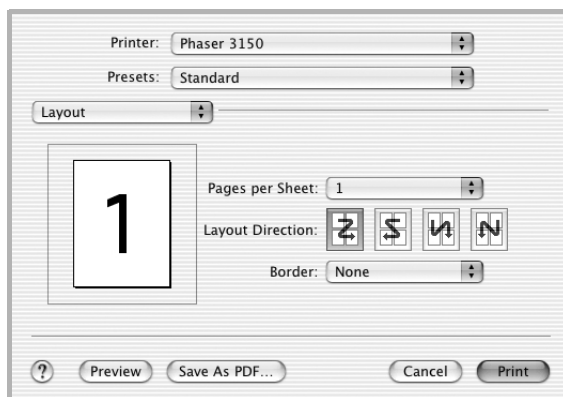 Printer: Phaser 3150
Presets: Standard
Layout
1
Pages per Sheet: 1
Layout Direction:
Border: None
? Preview Save As PDF... Cancel Print